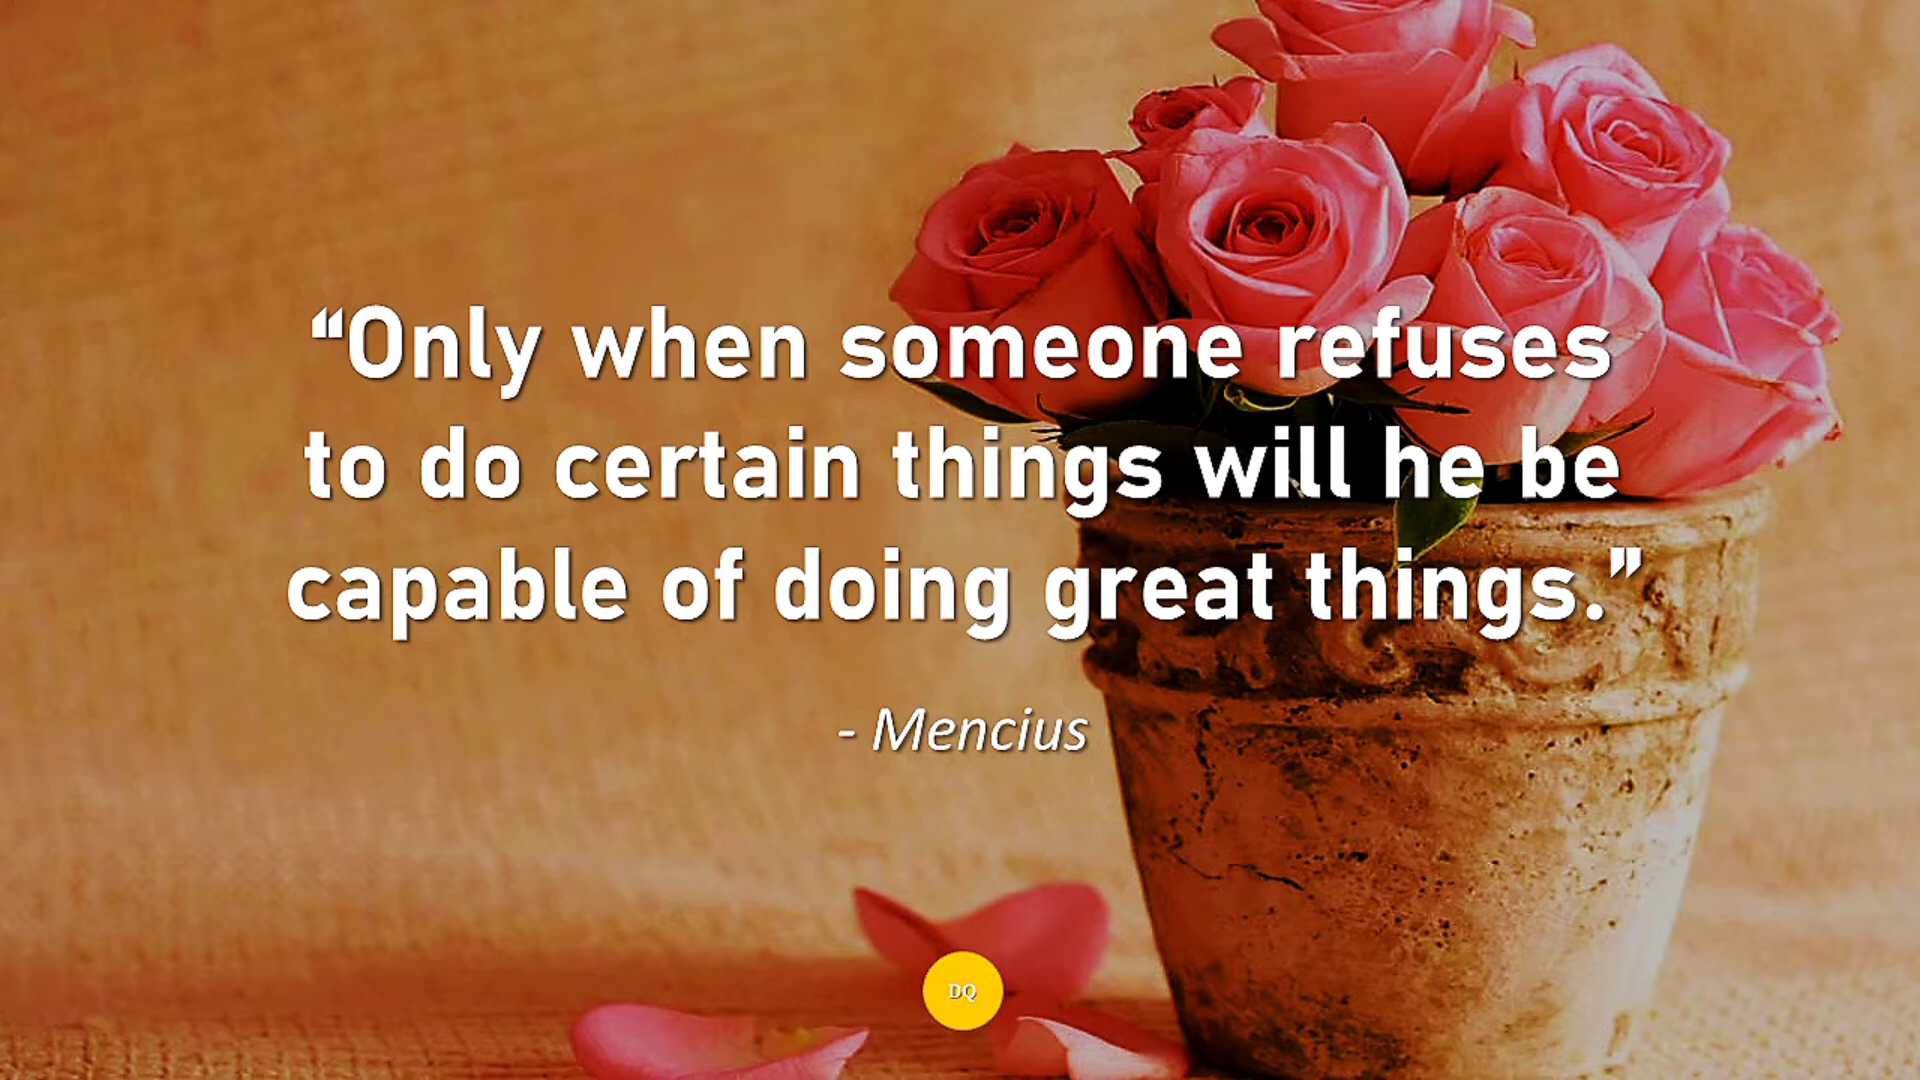 “Only when someone refuses
to do certain things will he be
capable of doing great things.”
- Mencius
DQ